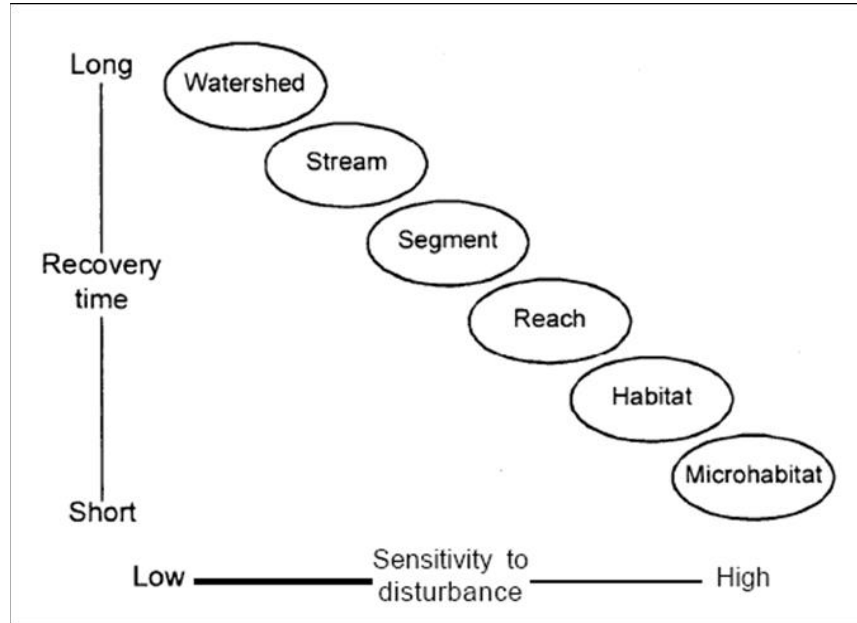 Long
Watershed
Stream
Segment
Recovery
time
Reach
Habitat
Microhabitat
Short
Low
Sensitivity to
disturbance
High